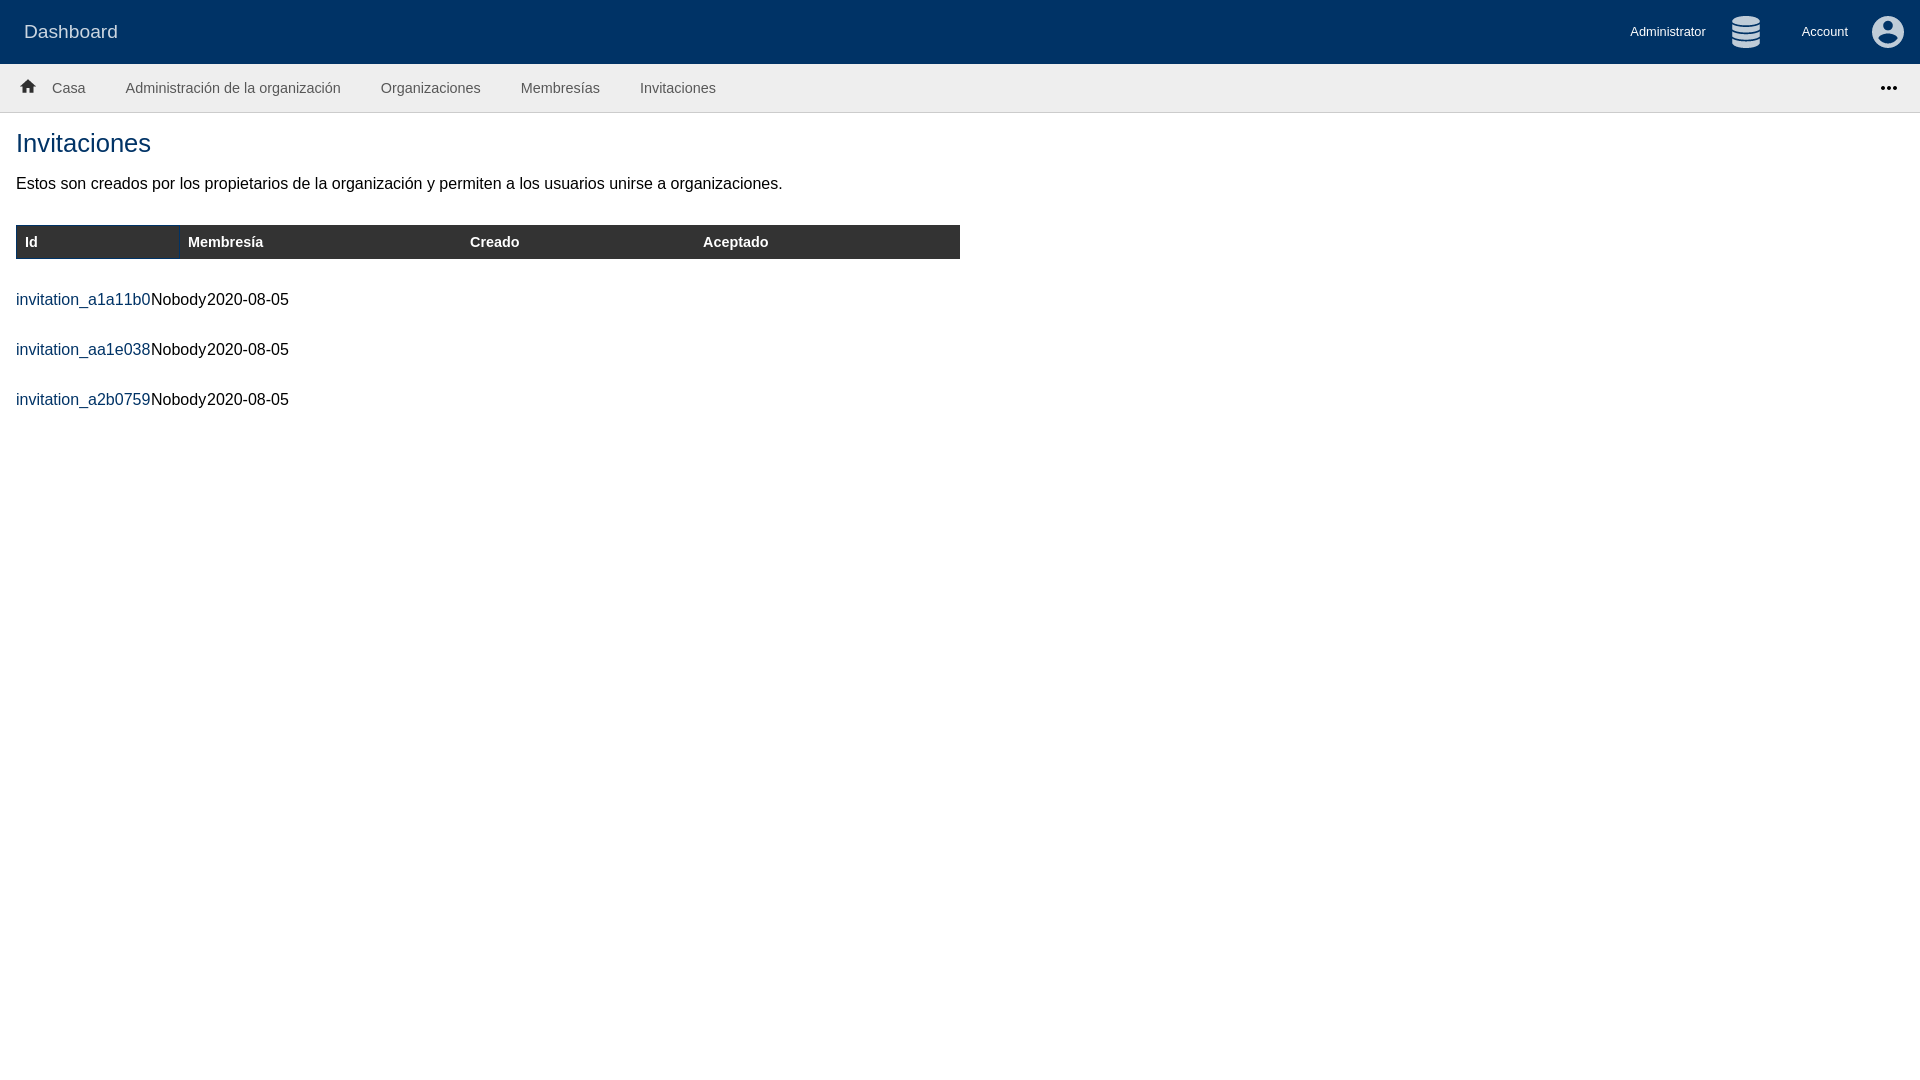 Dashboard
Administrator
Account
Casa
Administración de la organización
Organizaciones
Membresías
Invitaciones
Invitaciones
Estos son creados por los propietarios de la organización y permiten a los usuarios unirse a organizaciones.
Id Membresía Creado Aceptado
invitation_a1a11b0Nobody2020-08-05
invitation_aa1e038Nobody2020-08-05
invitation_a2b0759Nobody2020-08-05